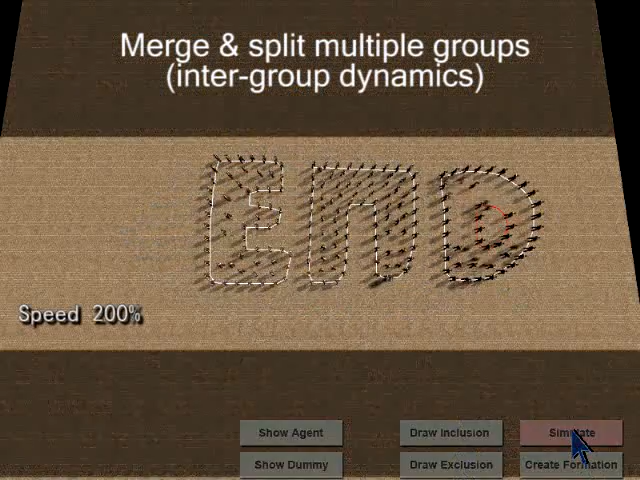 Merge & split multiple groups
(inter-group dynamics)
END
Speed 200%
Show Agent
Draw Inclusion
Simulate
Show Dummy
Draw Exclusion
Create Formation